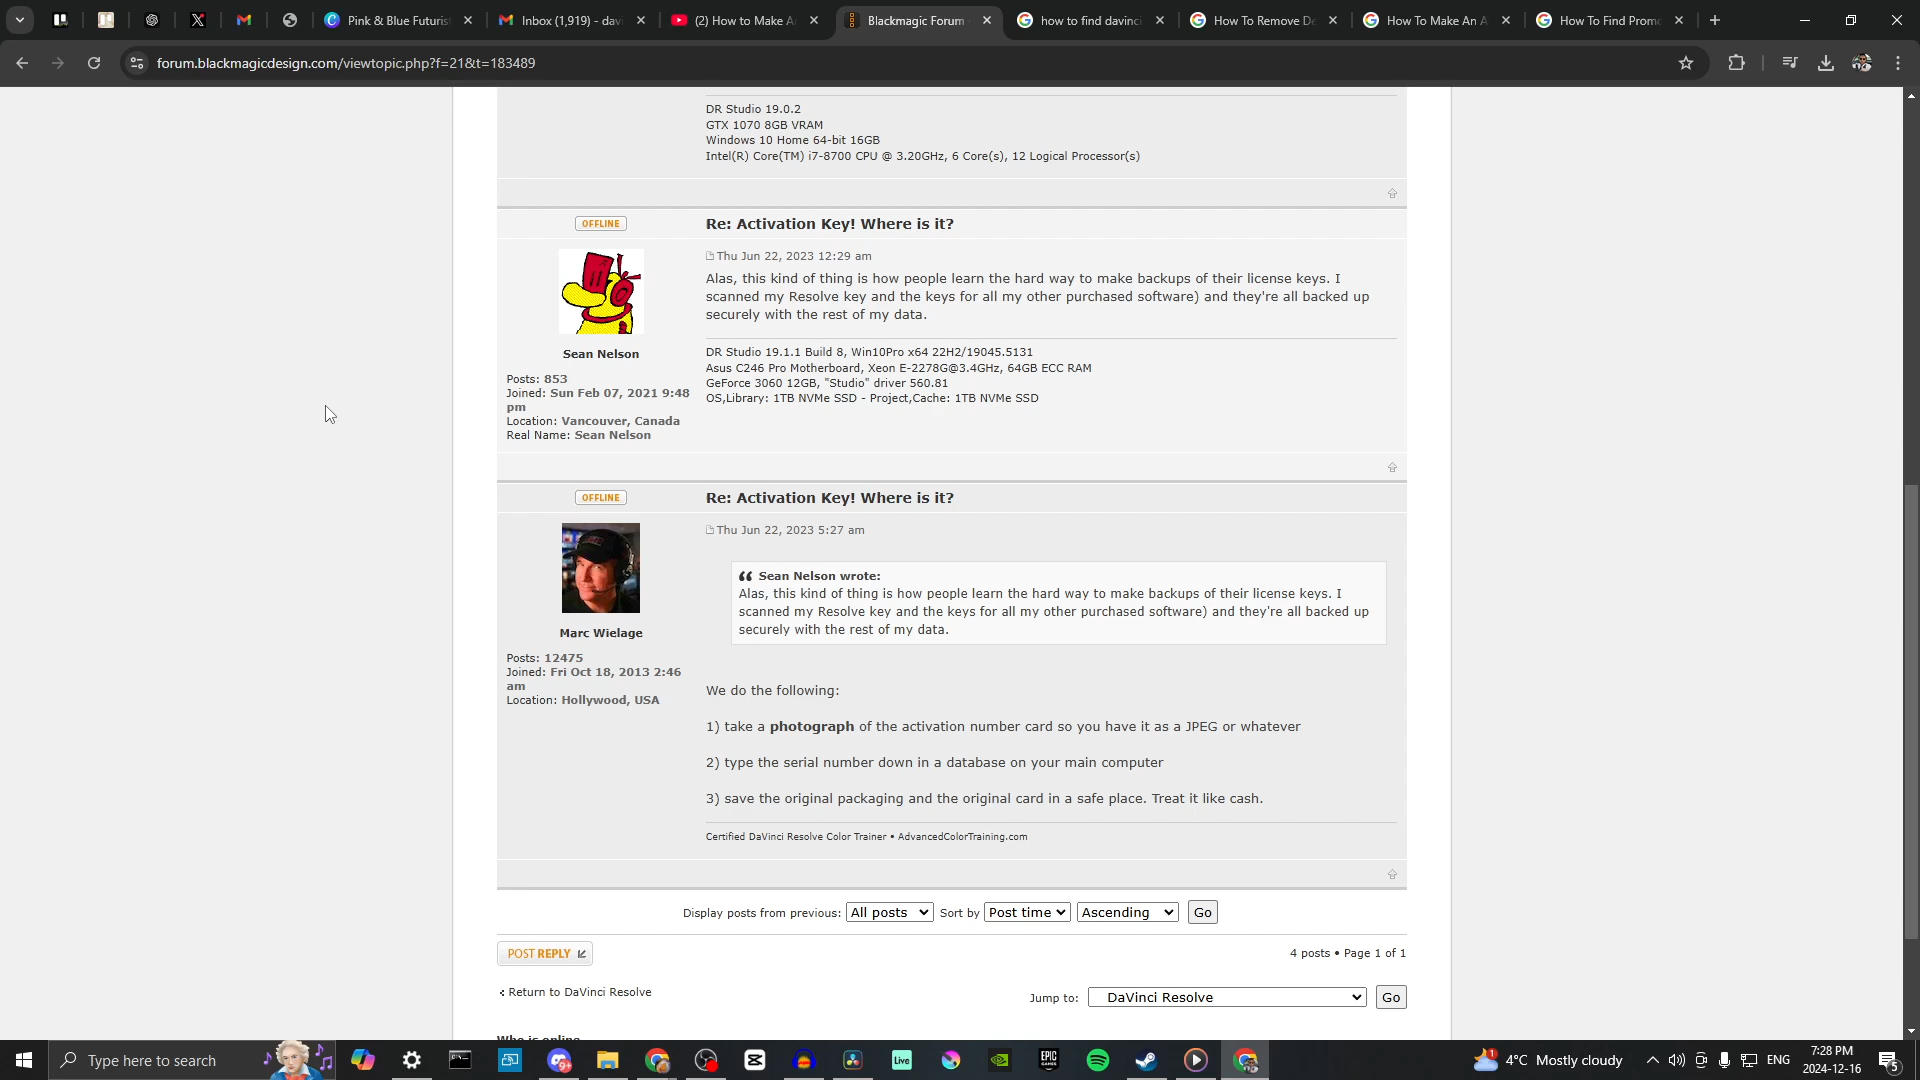 Pink & Blue Futuris
Inbox (1,919) - dav
(2) How to Make A
Blackmagic Forum
how to find davinc
How To Remove De
How To Make An A
How To Find Promo
forum.blackmagicdesign.com/viewtopic.php?f=21&t=183489
DR Studio 19.0.2
GTX 1070 8GB VRAM
Windows 10 Home 64-bit 16GB
Intel(R) Core(TM) i7-8700 CPU @ 3.20GHz, 6 Core(s), 12 Logical Processor(s)
OFFLINE
Re: Activation Key! Where is it?
Thu Jun 22, 2023 12:29 am
Alas, this kind of thing is how people learn the hard way to make backups of their license keys. I
scanned my Resolve key and the keys for all my other purchased software) and they're all backed up
securely with the rest of my data.
DR Studio 19.1.1 Build 8, Win10Pro x64 22H2/19045.5131
Asus C246 Pro Motherboard, Xeon E-2278G@3.4GHz, 64GB ECC RAM
GeForce 3060 12GB, "Studio" driver 560.81
OS,Library: 1TB NVMe SSD - Project,Cache: 1TB NVMe SSD
Sean Nelson
Posts: 853
Joined: Sun Feb 07, 2021 9:48
pm
Location: Vancouver, Canada
Real Name: Sean Nelson
OFFLINE
Re: Activation Key! Where is it?
Thu Jun 22, 2023 5:27 am
Sean Nelson wrote:
Alas, this kind of thing is how people learn the hard way to make backups of their license keys. I
scanned my Resolve key and the keys for all my other purchased software) and they're all backed up
securely with the rest of my data.
Marc Wielage
Posts: 12475
Joined: Fri Oct 18, 2013 2:46
am
Location: Hollywood, USA
We do the following:
1) take a photograph of the activation number card so you have it as a JPEG or whatever
2) type the serial number down in a database on your main computer
3) save the original packaging and the original card in a safe place. Treat it like cash.
Certified DaVinci Resolve Color Trainer • AdvancedColorTraining.com
Display posts from previous: All posts Sort by Post time Ascending Go
POST REPLY
4 posts • Page 1 of 1
Return to DaVinci Resolve
Jump to: DaVinci Resolve Go
Who is online
Type here to search
Live
EPIC GAMES
1
4°C Mostly cloudy
ENG
7:28 PM
2024-12-16
5